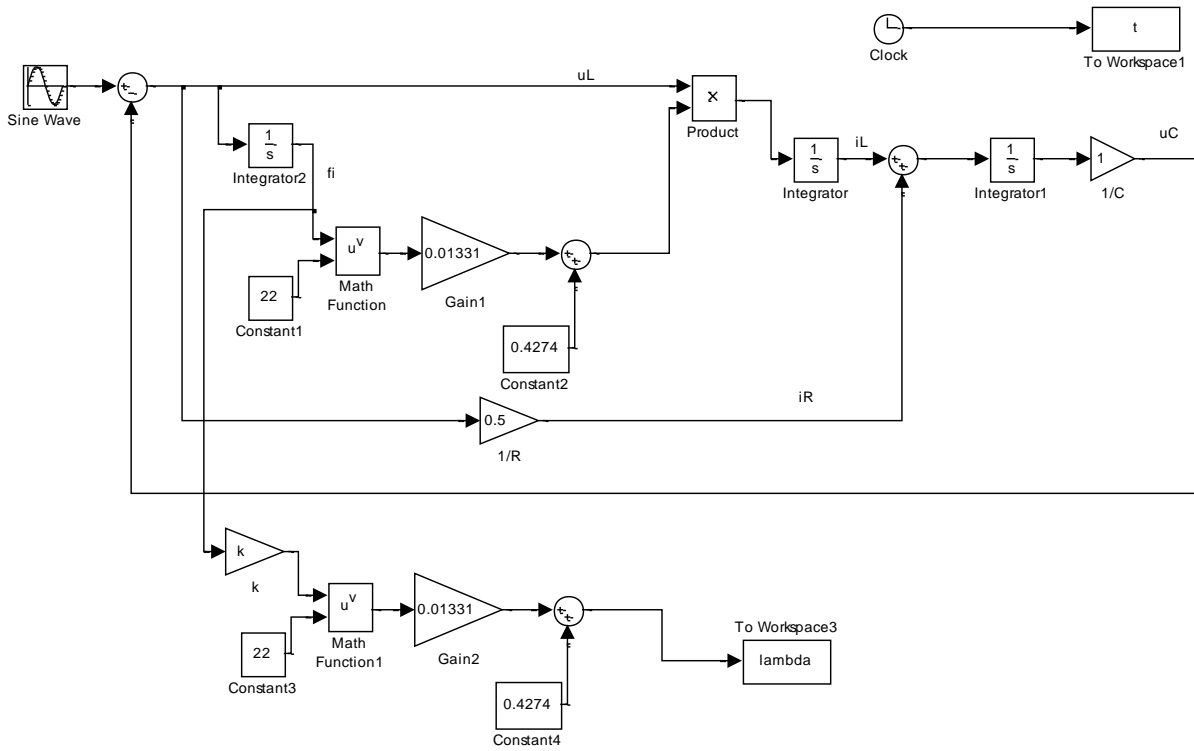 t
Clock
To Workspace1
Sine Wave
uL
x
Product
1
s
Integrator2
fi
1
s
Integrator
iL
1
s
Integrator1
1
1/C
uC
u^v
Math
Function
0.01331
Gain1
22
Constant1
0.4274
Constant2
0.5
1/R
iR
k
k
u^v
Math
Function1
0.01331
Gain2
22
Constant3
0.4274
Constant4
To Workspace3
lambda